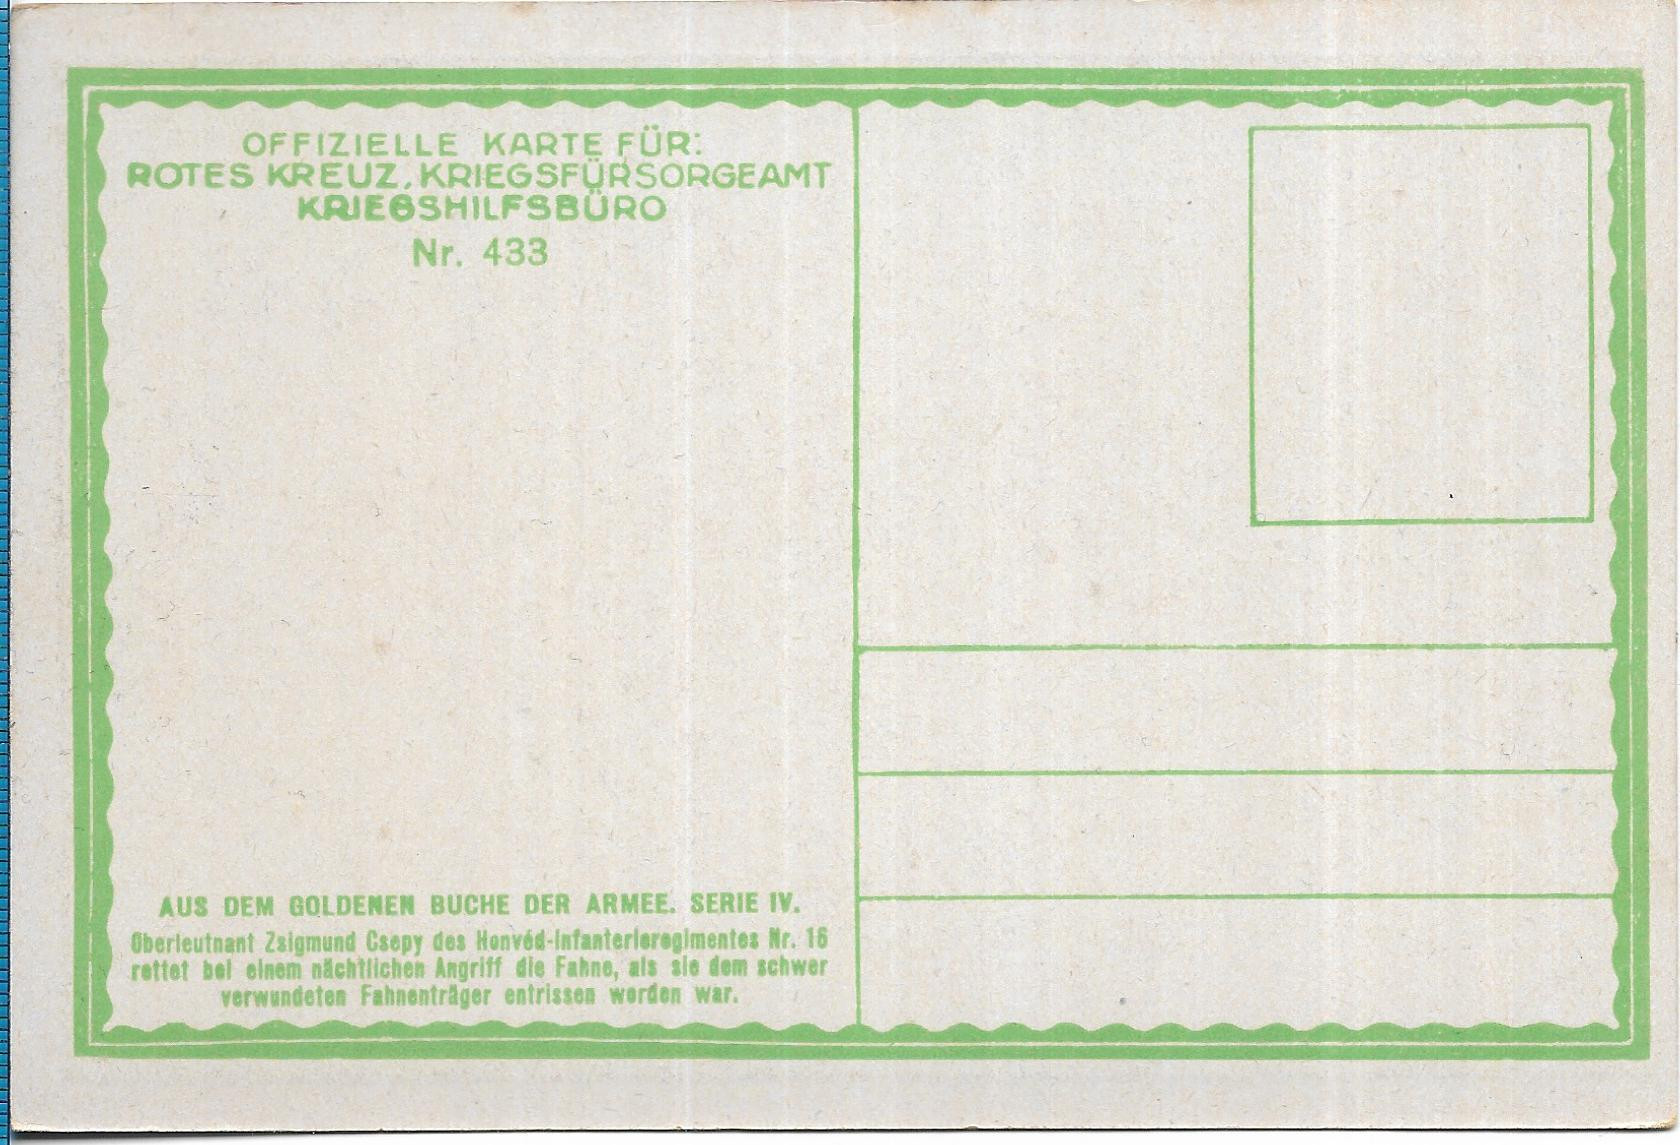 OFFIZIELLE KARTE FÜR:
ROTES KREUZ, KRIEGSFÜRSORGEAMT
KRIEGSHILFSBÜRO
Nr. 433
AUS DEM GOLDENEN BUCHE DER ARMEE. SERIE IV.
Oberleutnant Zsigmund Csepy des Honvéd-Infanterieregimentes Nr. 16
rettet bei einem nächtlichen Angriff die Fahne, als sie dem schwer
verwundeten Fahnenträger entrissen worden war.